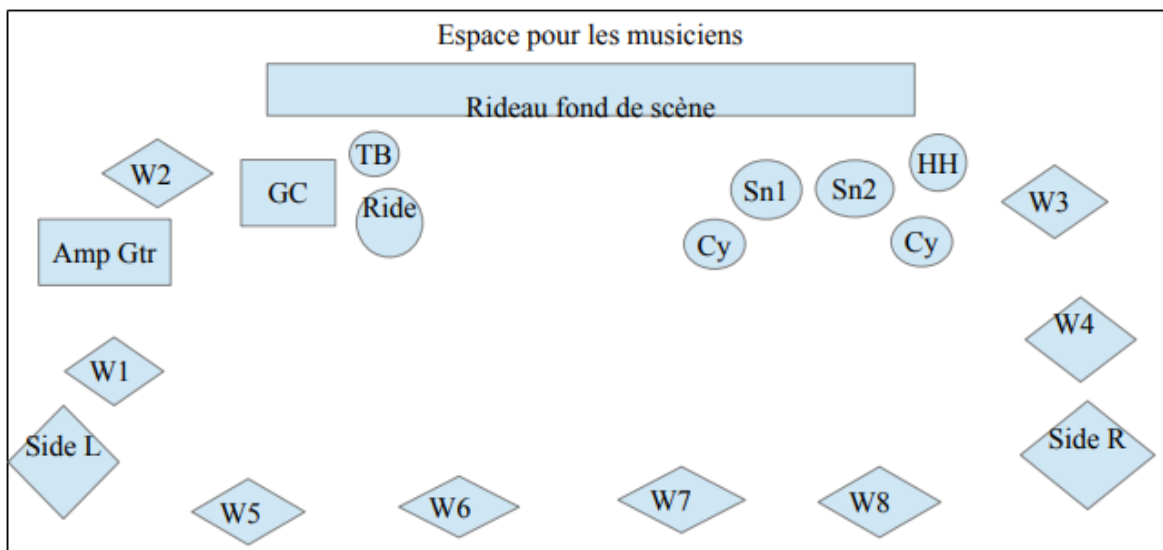 Espace pour les musiciens
Rideau fond de scène
TB
HH
W2
GC
Sn1
Sn2
W3
Ride
Amp Gtr
Cy
Cy
W4
W1
Side L
Side R
W5
W6
W7
W8